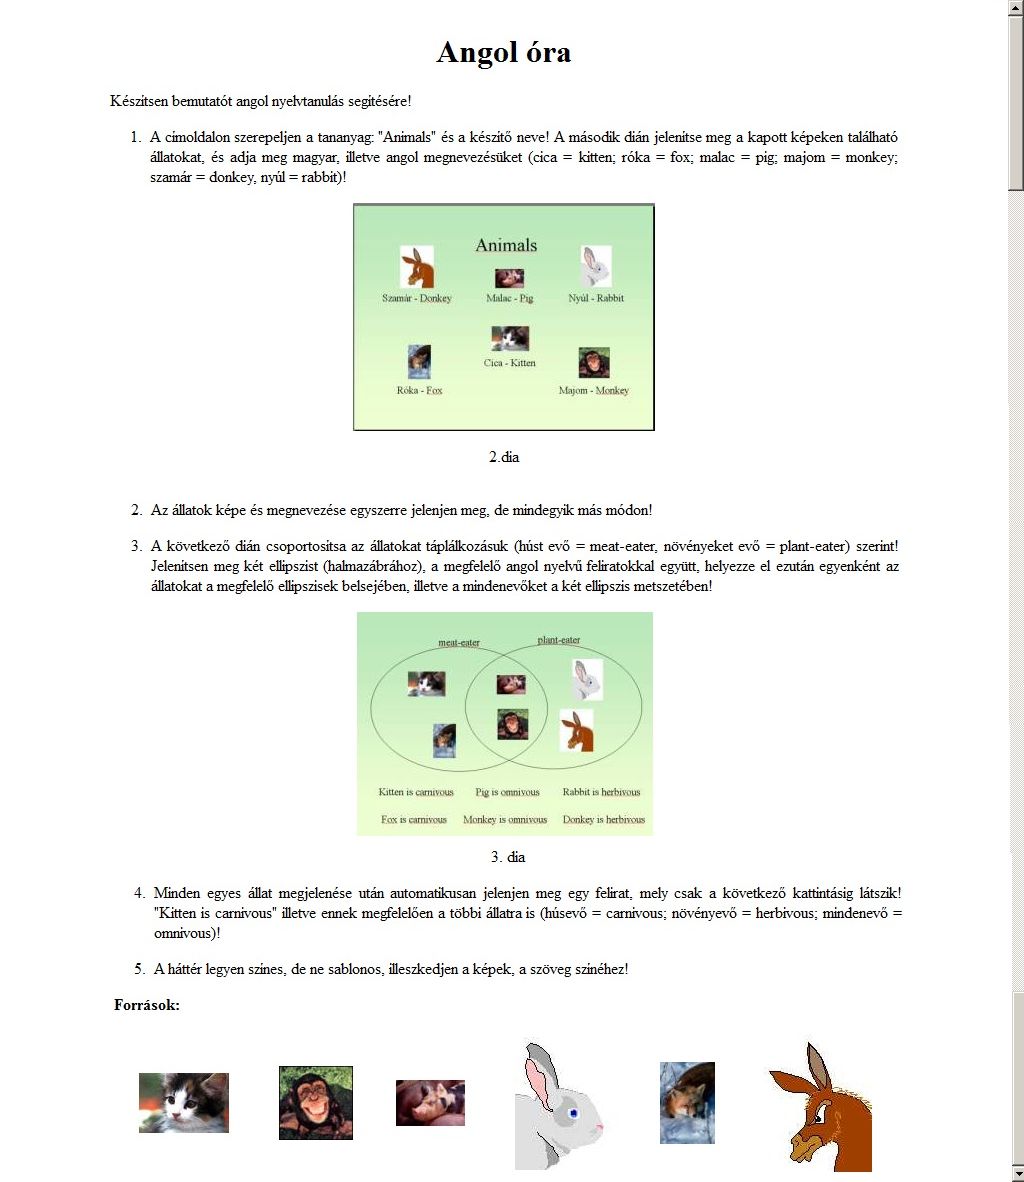 Angol óra
Készitsen bemutatót angol nyelvtanulás segitésére!
1. A cimoldalon szerepeljen a tananyag: "Animals" és a készitő neve! A második dián jelenitse meg a kapott képeken található
állatokat, és adja meg magyar, illetve angol megnevezésüket (cica = kitten; róka = fox; malac = pig; majom = monkey;
szamár = donkey, nyúl = rabbit)!
Animals
Szamár - Donkey Malac - Pig Nyúl - Rabbit
Cica - Kitten
Róka - Fox Majom - Monkey
2.dia
2. Az állatok képe és megnevezése egyszerre jelenjen meg, de mindegyik más módon!
3. A következő dián csoportositsa az állatokat táplálkozásuk (húst evő = meat-eater, növényeket evő = plant-eater) szerint!
Jelenitsen meg két ellipszist (halmazábrához), a megfelelő angol nyelvű feliratokkal együtt, helyezze el ezután egyenként az
állatokat a megfelelő ellipszisek belsejében, illetve a mindenevőket a két ellipszis metszetében!
meat-eater plant-eater
Kitten is carnivous Pig is omnivous Rabbit is herbivous
Fox is carnivous Monkey is omnivous Donkey is herbivous
3. dia
4. Minden egyes állat megjelenése után automatikusan jelenjen meg egy felirat, mely csak a következő kattintásig látszik!
"Kitten is carnivous" illetve ennek megfelelően a többi állatra is (húsevő = carnivous; növényevő = herbivous; mindenevő =
omnivous)!
5. A háttér legyen szines, de ne sablonos, illeszkedjen a képek, a szöveg szinéhez!
Források: